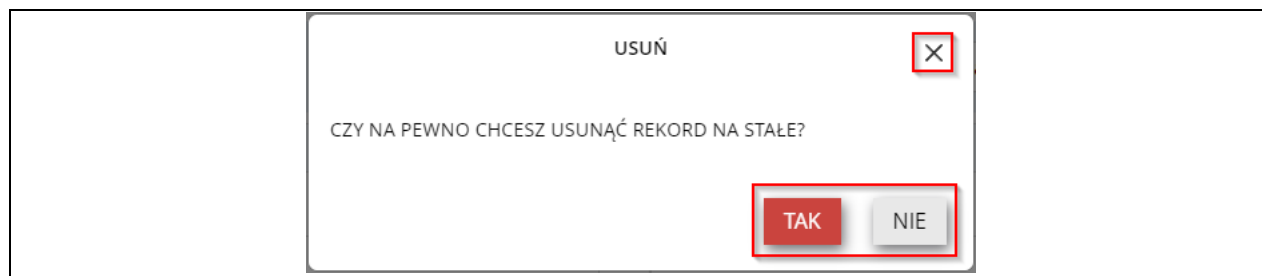 USUŃ
CZY NA PEWNO CHCESZ USUNĄĆ REKORD NA STAŁE?
TAK NIE